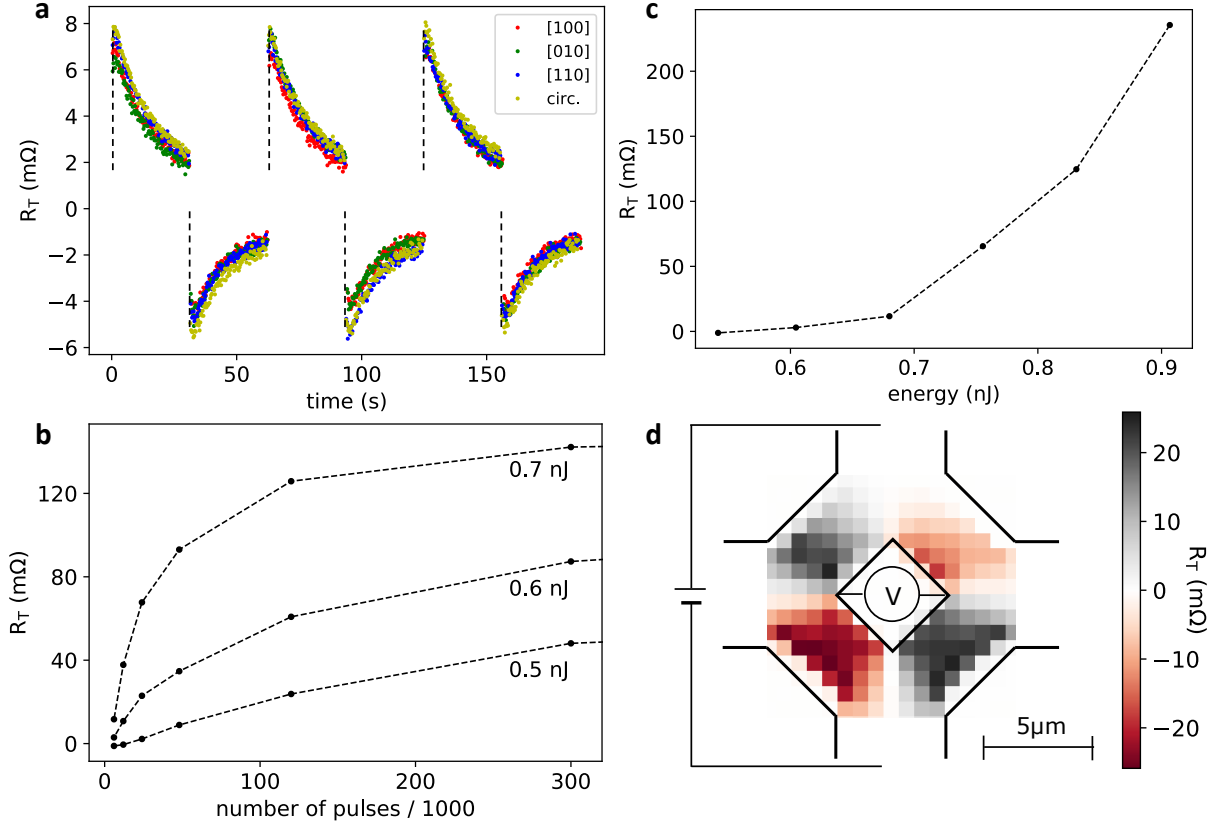 a
8
6
4
2
0
−2
−4
−6
R_T (mΩ)
0
50
100
150
time (s)
[100]
[010]
[110]
circ.
c
200
150
100
50
0
R_T (mΩ)
0.6
0.7
0.8
0.9
energy (nJ)
b
120
80
40
0
R_T (mΩ)
0.7 nJ
0.6 nJ
0.5 nJ
0
100
200
300
number of pulses / 1000
d
V
5µm
20
10
0
−10
−20
R_T (mΩ)